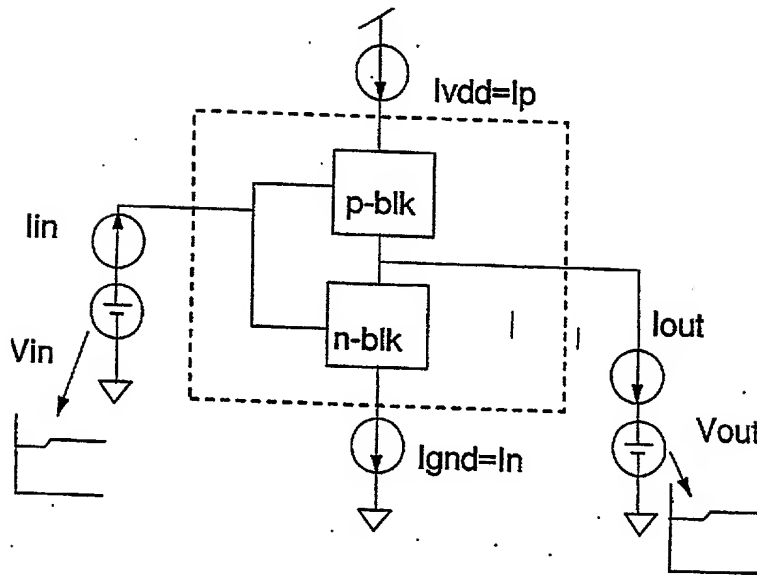 Ivdd=Ip
p-blk
Iin
n-blk
Iout
Vin
Vout
Ignd=In